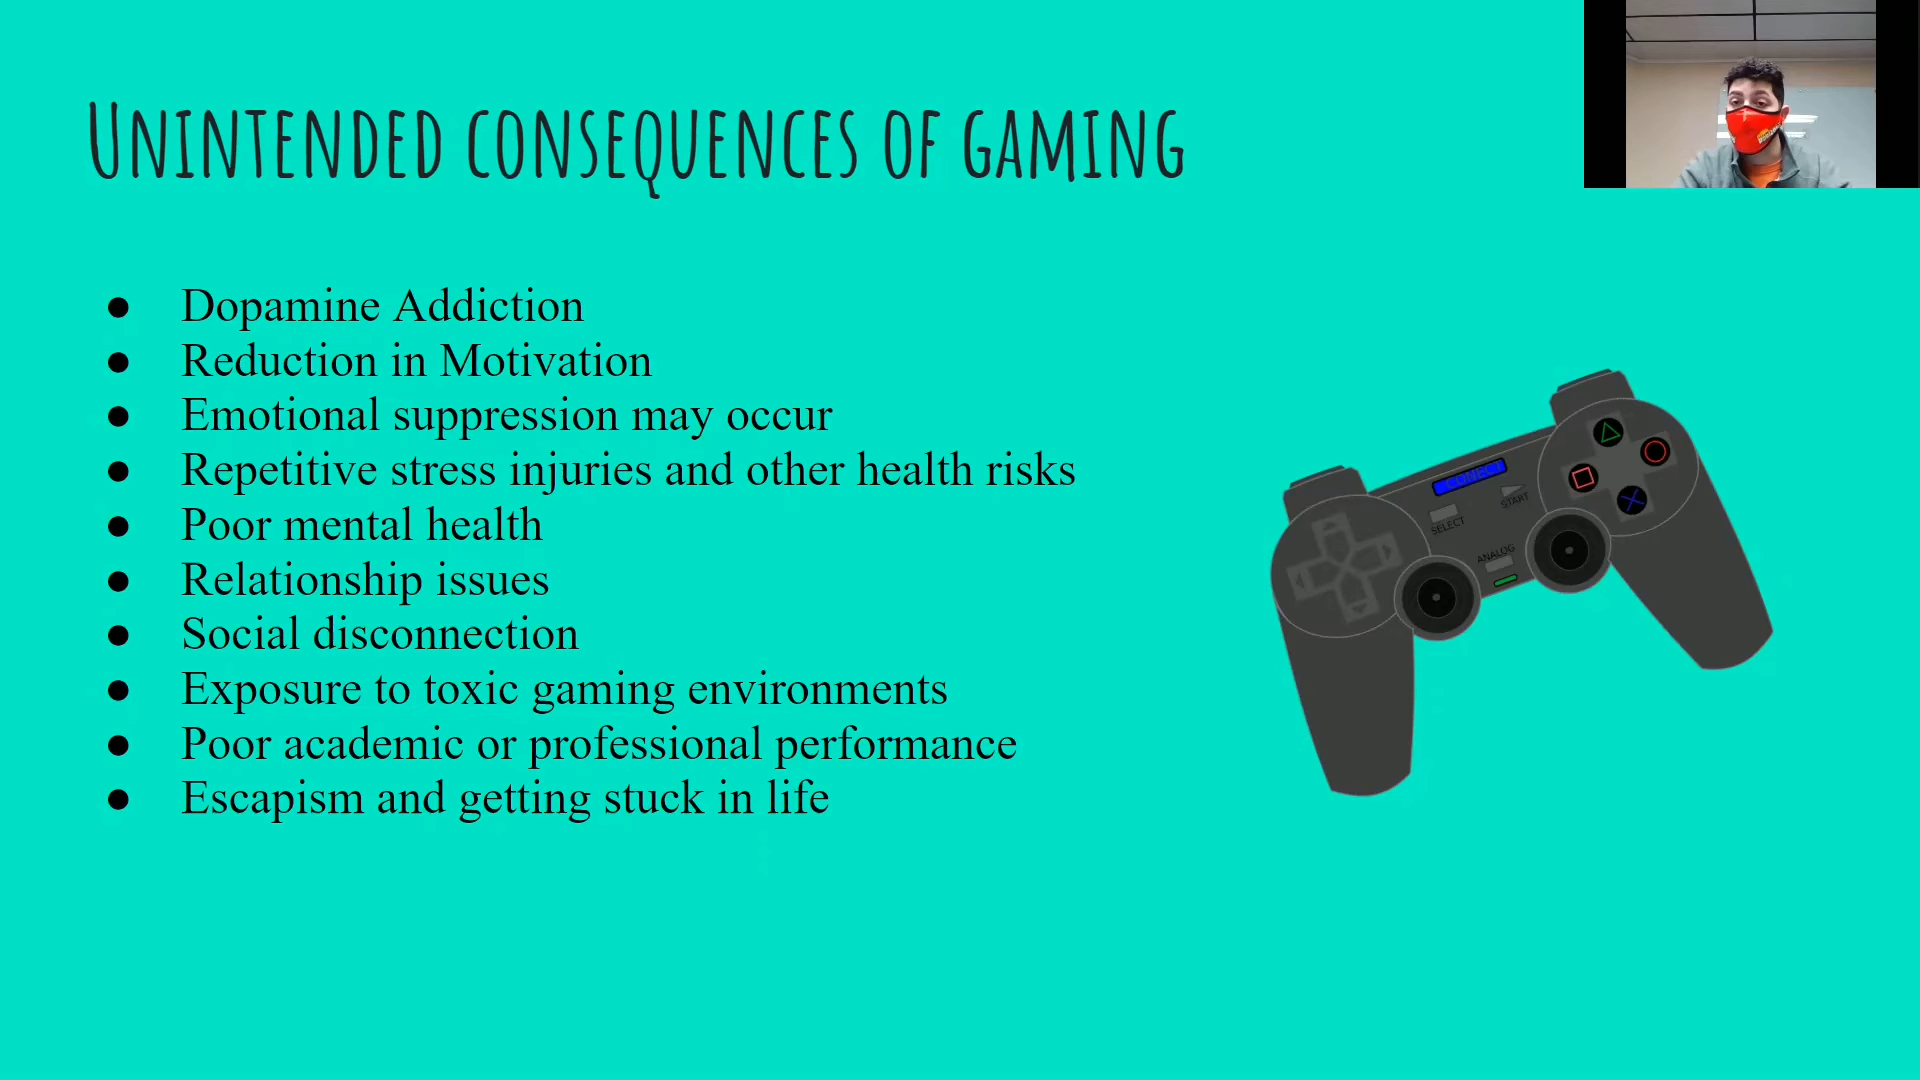 Unintended consequences of gaming
● Dopamine Addiction
● Reduction in Motivation
● Emotional suppression may occur
● Repetitive stress injuries and other health risks
● Poor mental health
● Relationship issues
● Social disconnection
● Exposure to toxic gaming environments
● Poor academic or professional performance
● Escapism and getting stuck in life
CONECT
START
SELECT
ANALOG